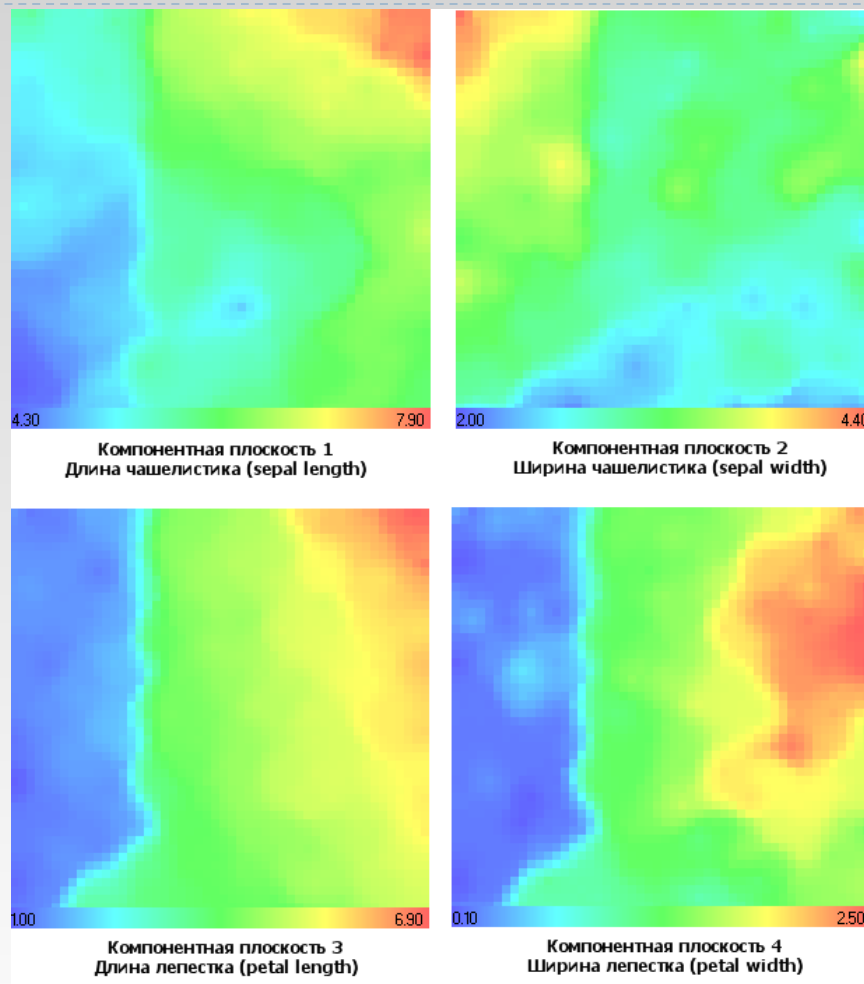 4.30 7.90
2.00 4.40
Компонентная плоскость 1
Длина чашелистика (sepal length)
Компонентная плоскость 2
Ширина чашелистика (sepal width)
1.00 6.90
0.10 2.50
Компонентная плоскость 3
Длина лепестка (petal length)
Компонентная плоскость 4
Ширина лепестка (petal width)